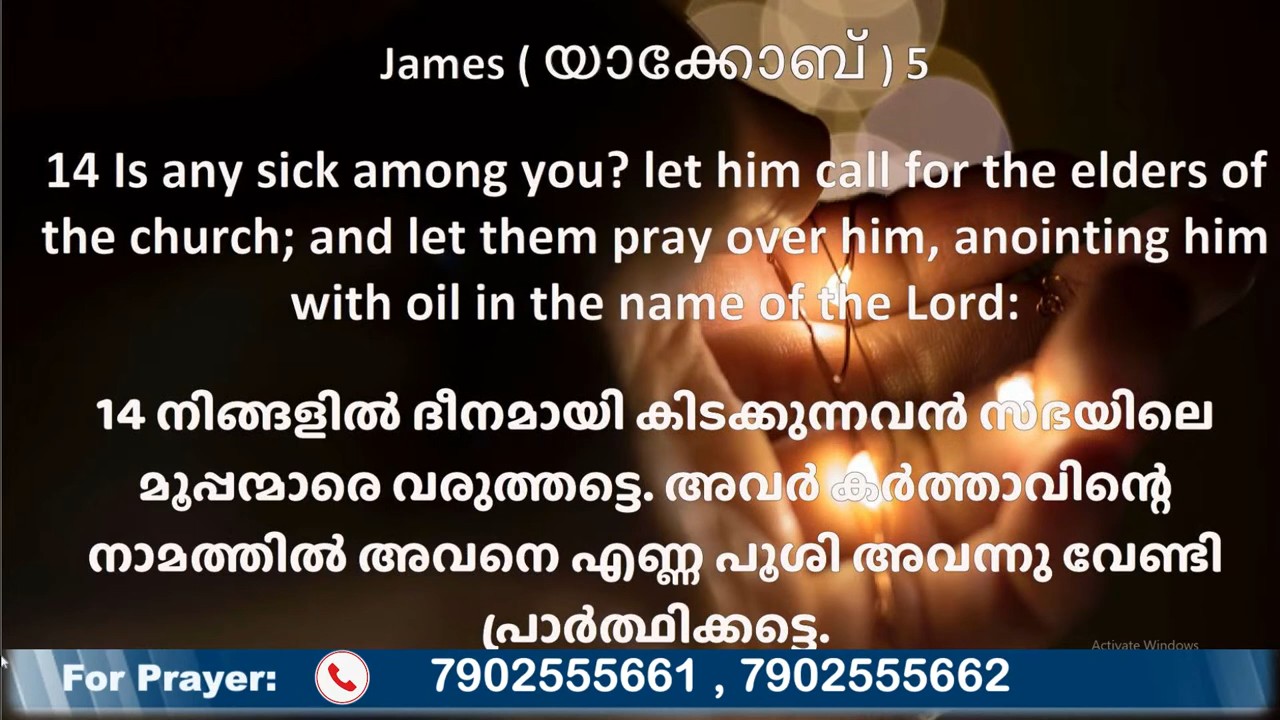 James ( യാക്കോബ് ) 5
14 Is any sick among you? let him call for the elders of
the church; and let them pray over him, anointing him
with oil in the name of the Lord:
14 നിങ്ങളിൽ ദീനമായി കിടക്കുന്നവൻ സഭയിലെ
മൂപ്പന്മാരെ വരുത്തട്ടെ. അവർ കർത്താവിന്റെ
നാമത്തിൽ അവനെ എണ്ണ പൂശി അവന്നു വേണ്ടി
പ്രാർത്ഥിക്കട്ടെ.
Activate Windows
For Prayer: 7902555661 , 7902555662